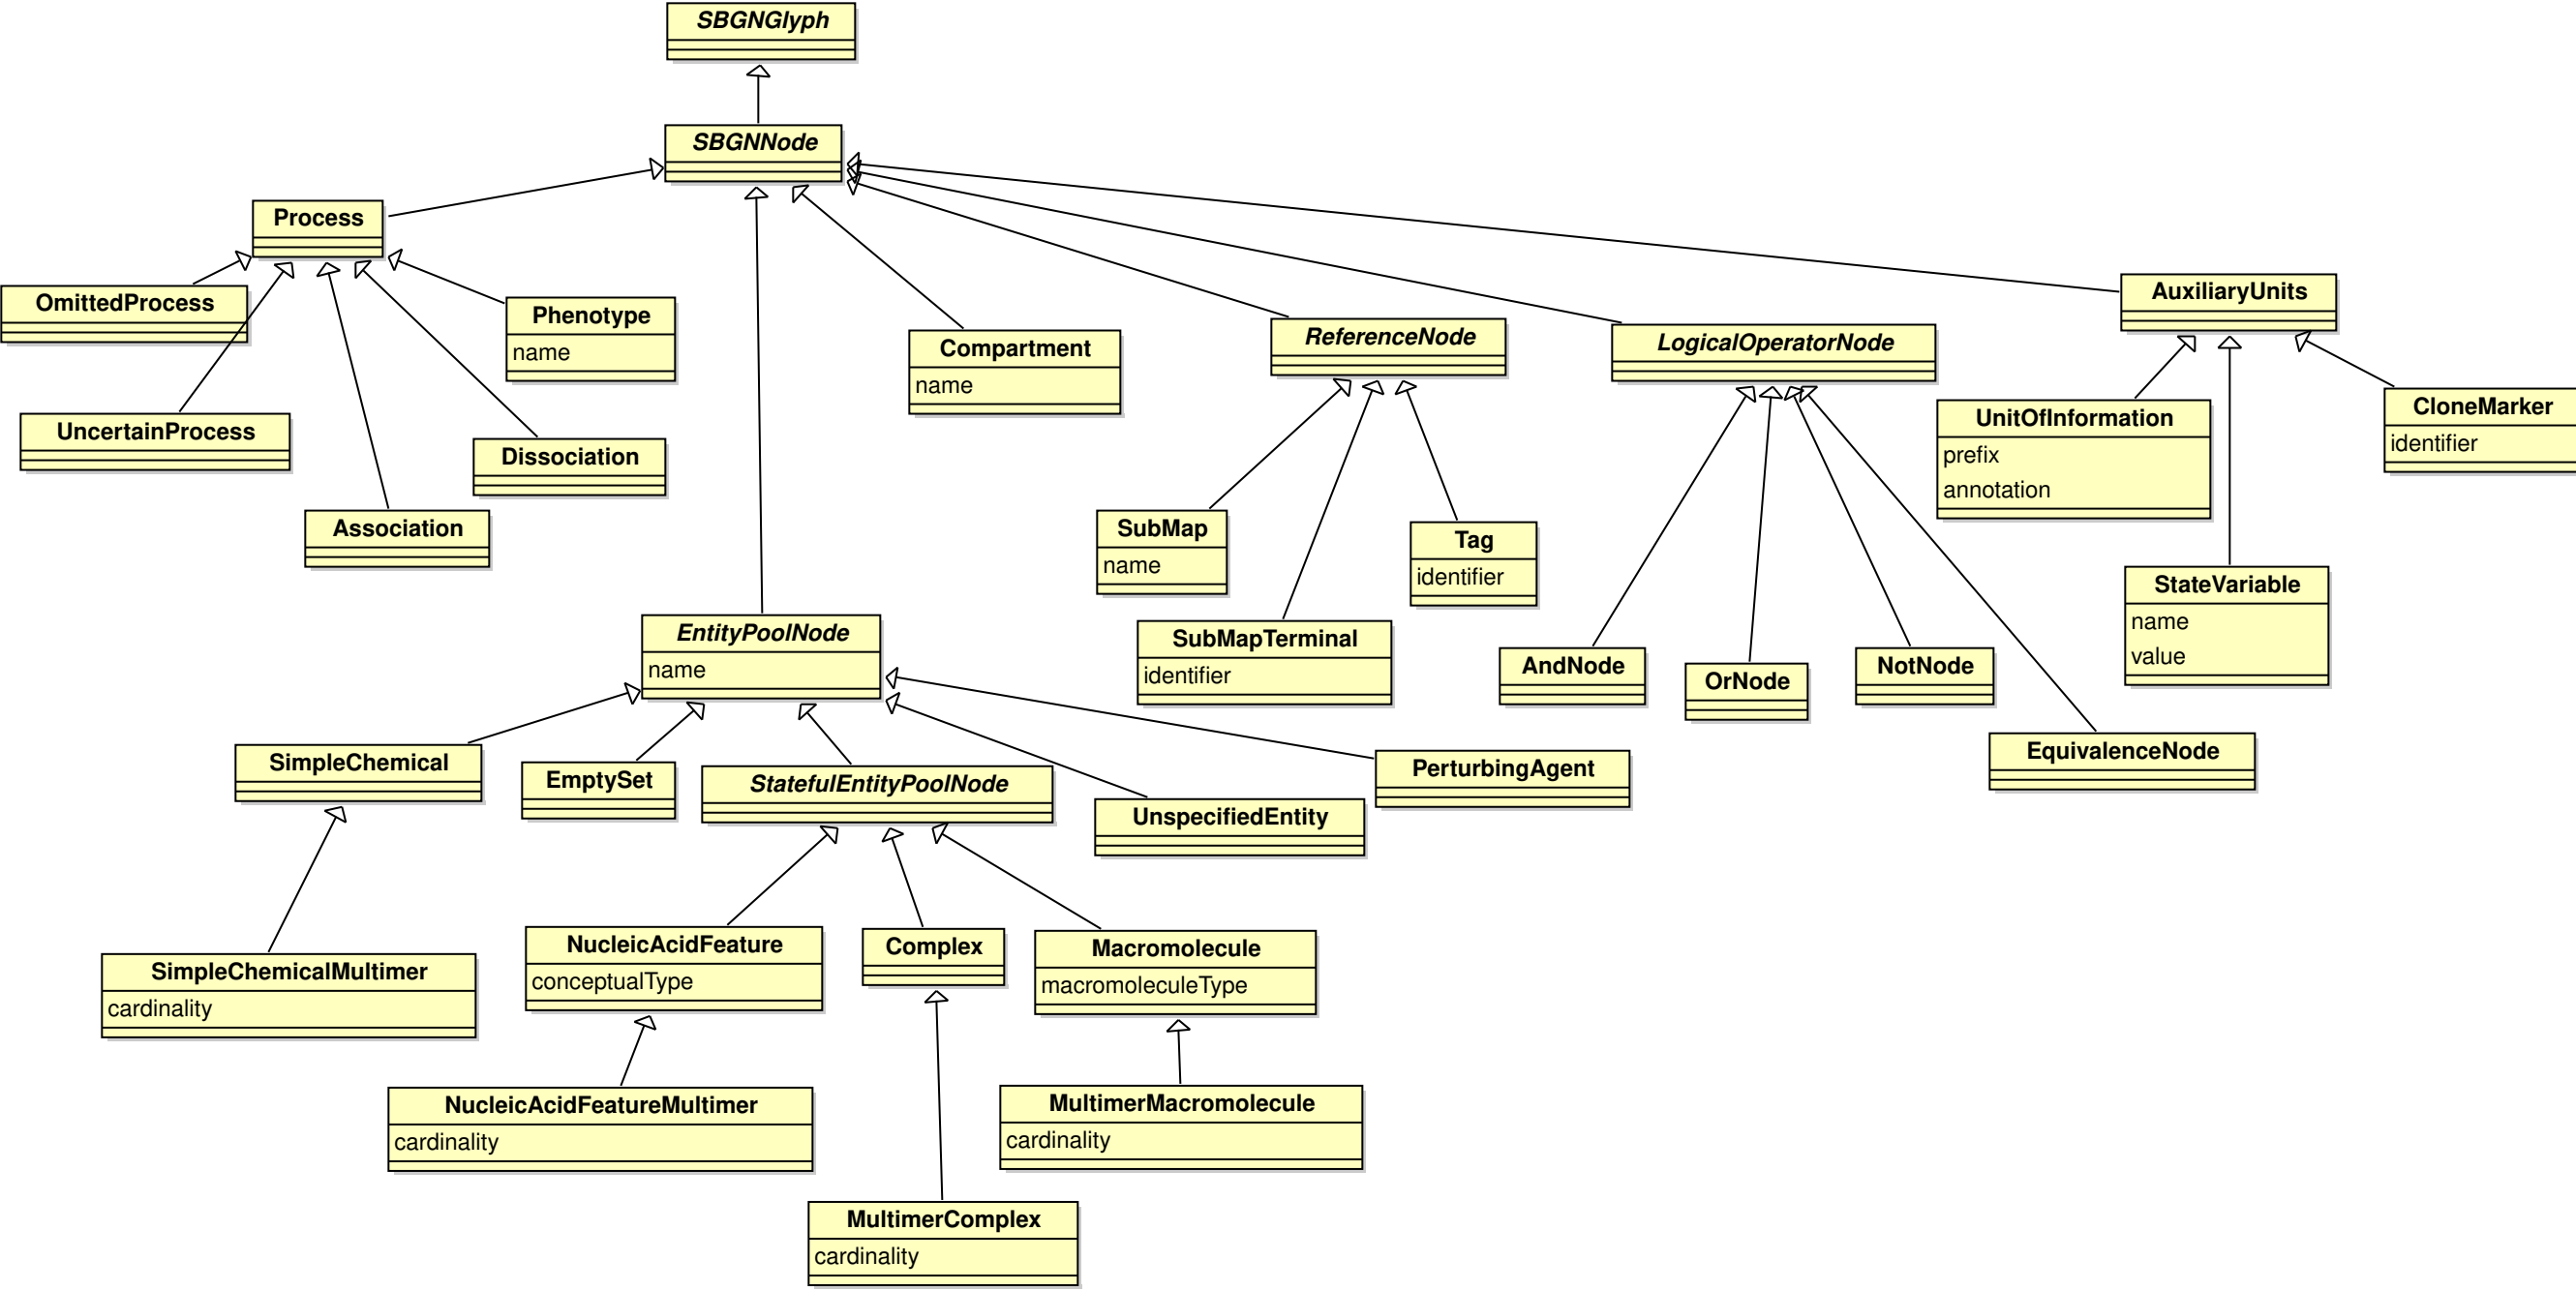 SBGNGlyph
SBGNNode
Process
OmittedProcess
UncertainProcess
Association
Dissociation
Phenotype
name
Compartment
name
ReferenceNode
SubMap
name
SubMapTerminal
identifier
Tag
identifier
LogicalOperatorNode
AndNode
OrNode
NotNode
EquivalenceNode
AuxiliaryUnits
UnitOfInformation
prefix
annotation
StateVariable
name
value
CloneMarker
identifier
EntityPoolNode
name
SimpleChemical
EmptySet
StatefulEntityPoolNode
UnspecifiedEntity
PerturbingAgent
SimpleChemicalMultimer
cardinality
NucleicAcidFeature
conceptualType
Complex
Macromolecule
macromoleculeType
NucleicAcidFeatureMultimer
cardinality
MultimerMacromolecule
cardinality
MultimerComplex
cardinality